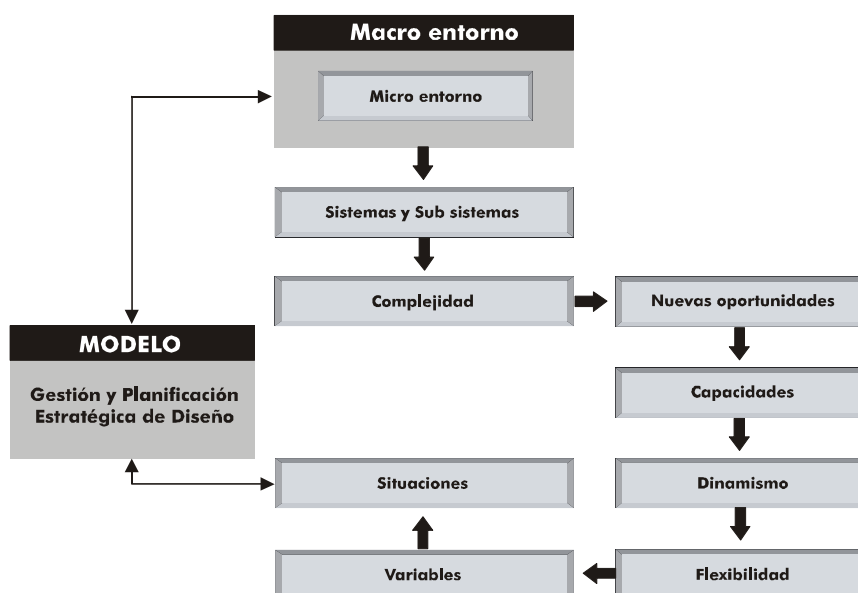 Macro entorno
Micro entorno
Sistemas y Sub sistemas
Complejidad
Nuevas oportunidades
MODELO
Gestión y Planificación
Estratégica de Diseño
Capacidades
Situaciones
Dinamismo
Variables
Flexibilidad